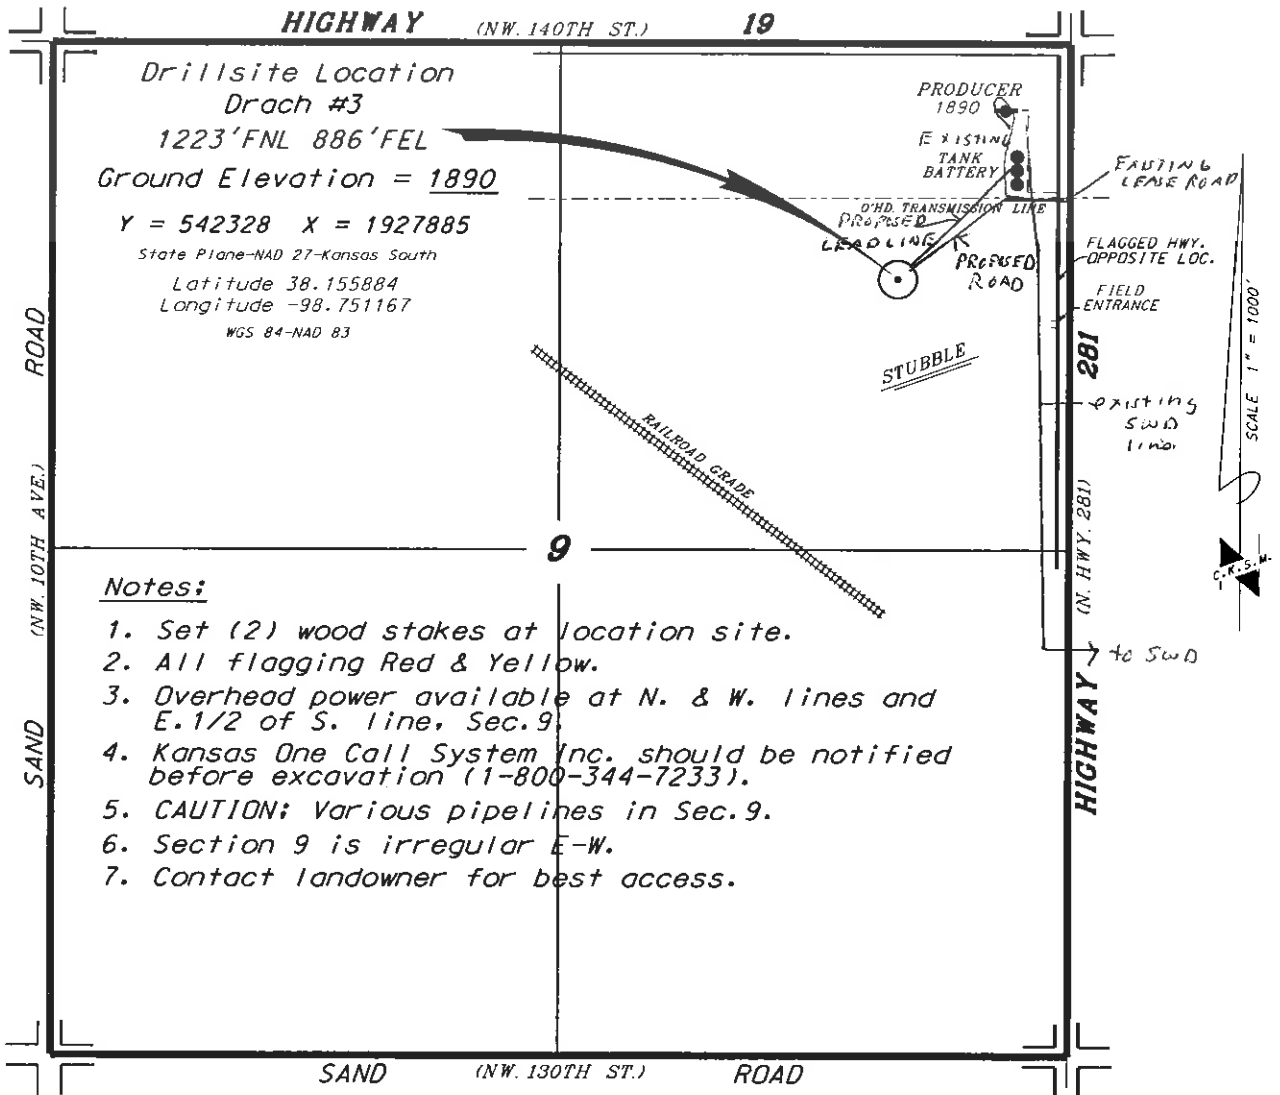 HIGHWAY (NW. 140TH ST.) 19
Drillsite Location
Drach #3
1223'FNL 886'FEL
Ground Elevation = 1890
Y = 542328 X = 1927885
State Plane-NAD 27-Kansas South
Latitude 38.155884
Longitude -98.751167
WGS 84-NAD 83
PRODUCER
1890
EXISTING
TANK
BATTERY
EXISTING
LEASE ROAD
O'HD. TRANSMISSION LINE
PROPOSED
LEADLINE
PROPOSED
ROAD
FLAGGED HWY.
OPPOSITE LOC.
FIELD
ENTRANCE
STUBBLE
RAILROAD GRADE
existing
SWD
line
to SWD
SCALE 1" = 1000'
C.K.S.M.
9
SAND (NW. 10TH AVE.) ROAD
HIGHWAY (N. HWY. 281) 281
Notes:
1. Set (2) wood stakes at location site.
2. All flagging Red & Yellow.
3. Overhead power available at N. & W. lines and
E.1/2 of S. line, Sec.9.
4. Kansas One Call System Inc. should be notified
before excavation (1-800-344-7233).
5. CAUTION: Various pipelines in Sec.9.
6. Section 9 is irregular E-W.
7. Contact landowner for best access.
SAND (NW. 130TH ST.) ROAD